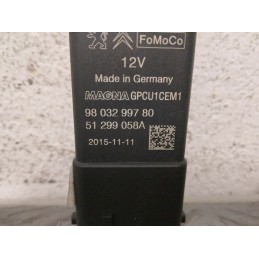 FoMoCo
12V
Made in Germany
MAGNA GPCU1CEM1
98 032 997 80
51 299 058A
2015-11-11